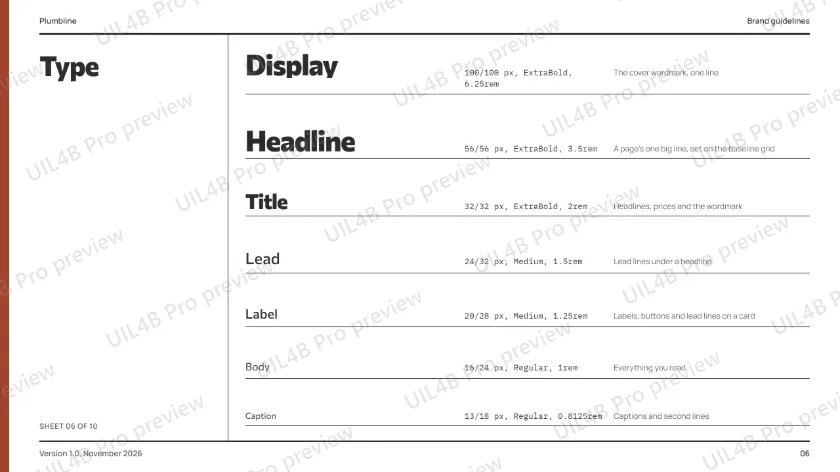 Plumbline
Brand guidelines
Type
Display
100/100 px, ExtraBold,
6.25rem
The cover wordmark, one line
Headline
56/56 px, ExtraBold, 3.5rem
A page's one big line, set on the baseline grid
Title
32/32 px, ExtraBold, 2rem
Headlines, prices and the wordmark
Lead
24/32 px, Medium, 1.5rem
Lead lines under a headline
Label
20/28 px, Medium, 1.25rem
Labels, buttons and lead lines on a card
Body
16/24 px, Regular, 1rem
Everything you read
Caption
13/18 px, Regular, 0.8125rem
Captions and second lines
SHEET 06 OF 10
Version 1.0, November 2026
06
UIL4B Pro preview